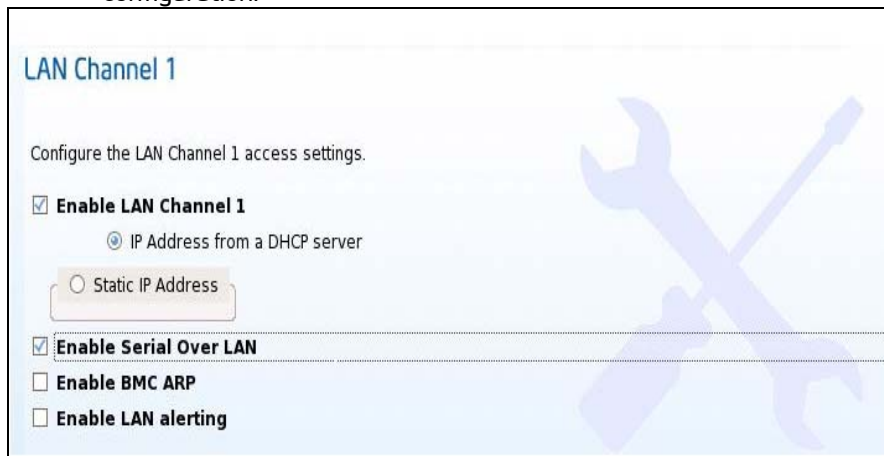 LAN Channel 1
Configure the LAN Channel 1 access settings.
Enable LAN Channel 1
IP Address from a DHCP server
Static IP Address
Enable Serial Over LAN
Enable BMC ARP
Enable LAN alerting